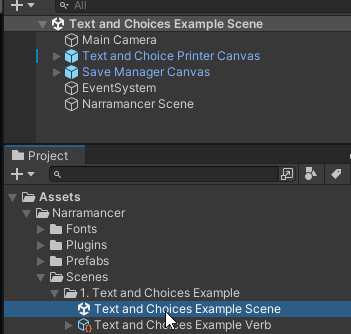 All
Text and Choices Example Scene
Main Camera
Text and Choice Printer Canvas
Save Manager Canvas
EventSystem
Narramancer Scene
Project
Assets
Narramancer
Fonts
Plugins
Prefabs
Scenes
1. Text and Choices Example
Text and Choices Example Scene
Text and Choices Example Verb